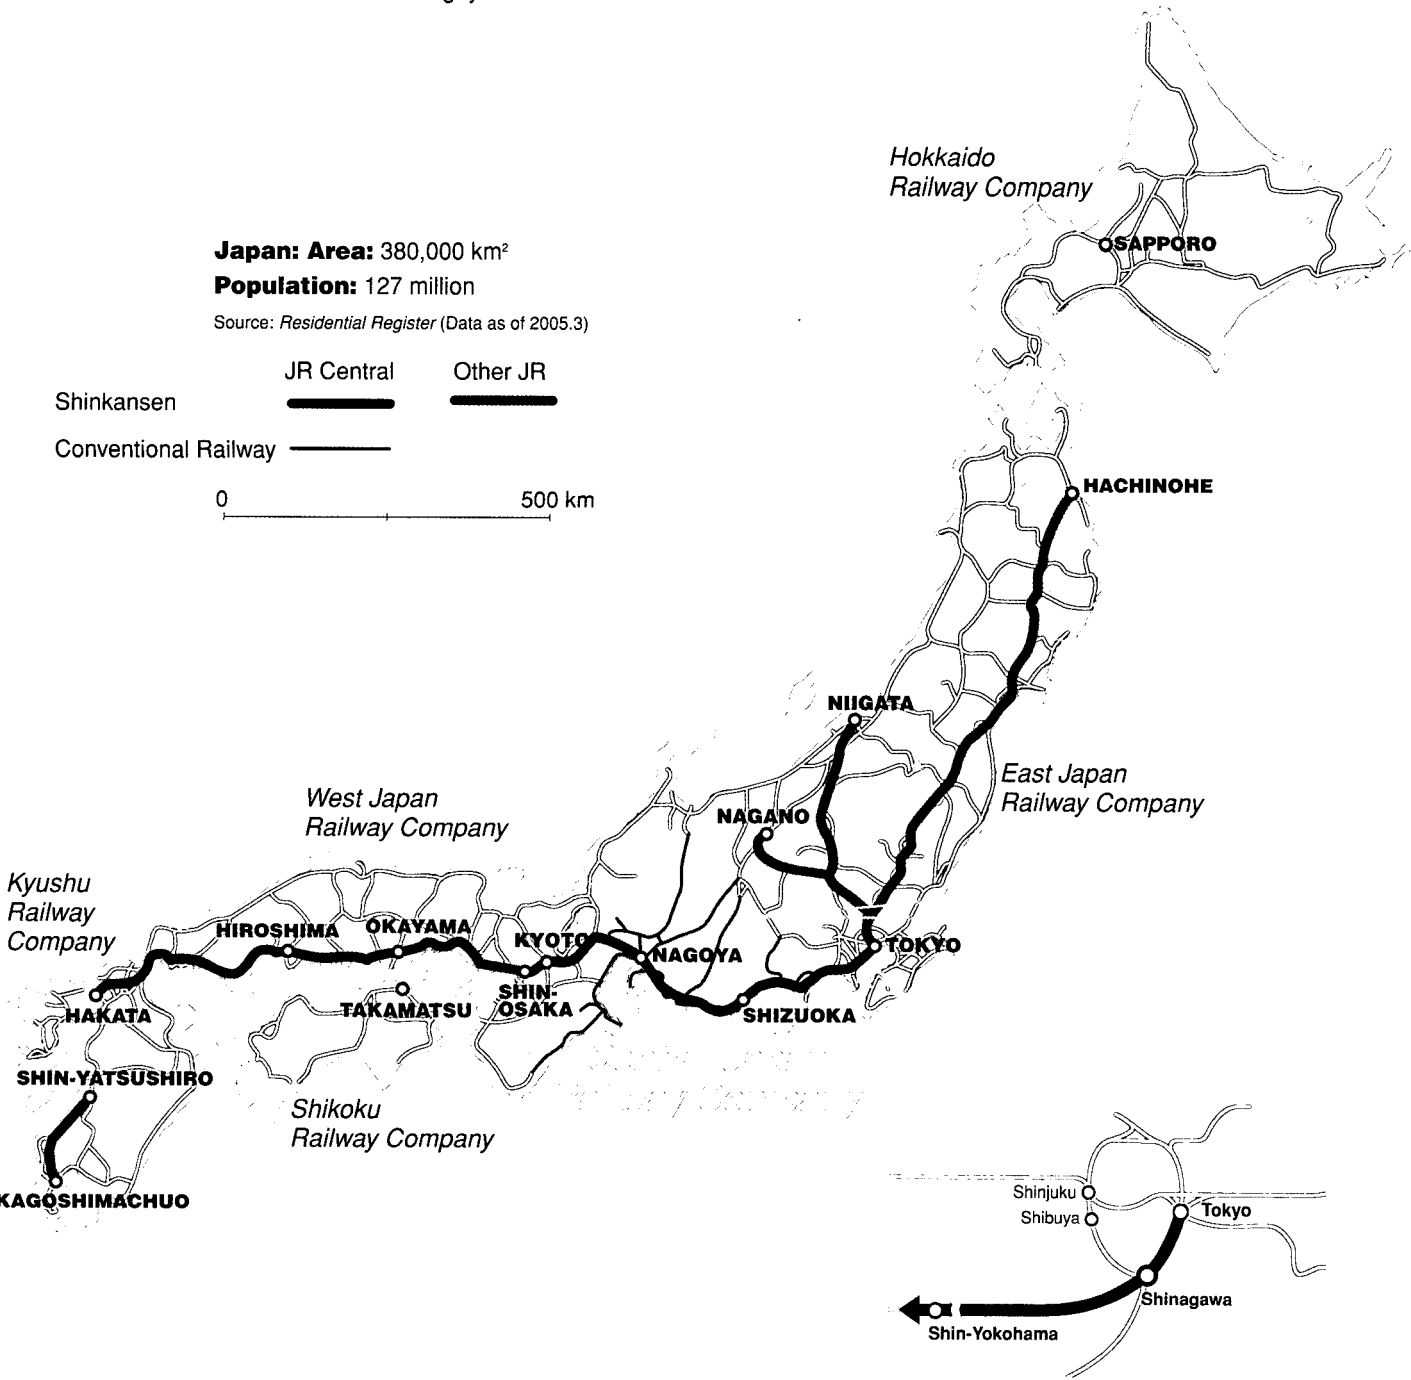 Hokkaido
Railway Company
SAPPORO
Japan: Area: 380,000 km²
Population: 127 million
Source: Residential Register (Data as of 2005.3)
JR Central Other JR
Shinkansen
Conventional Railway
0 500 km
HACHINOHE
NIIGATA
East Japan
Railway Company
West Japan
Railway Company
NAGANO
Kyushu
Railway
Company
HIROSHIMA
OKAYAMA
KYOTO
NAGOYA
TOKYO
HAKATA
TAKAMATSU
SHIN-
OSAKA
SHIZUOKA
SHIN-YATSUSHIRO
Shikoku
Railway Company
KAGOSHIMACHUO
Shinjuku
Shibuya
Tokyo
Shinagawa
Shin-Yokohama